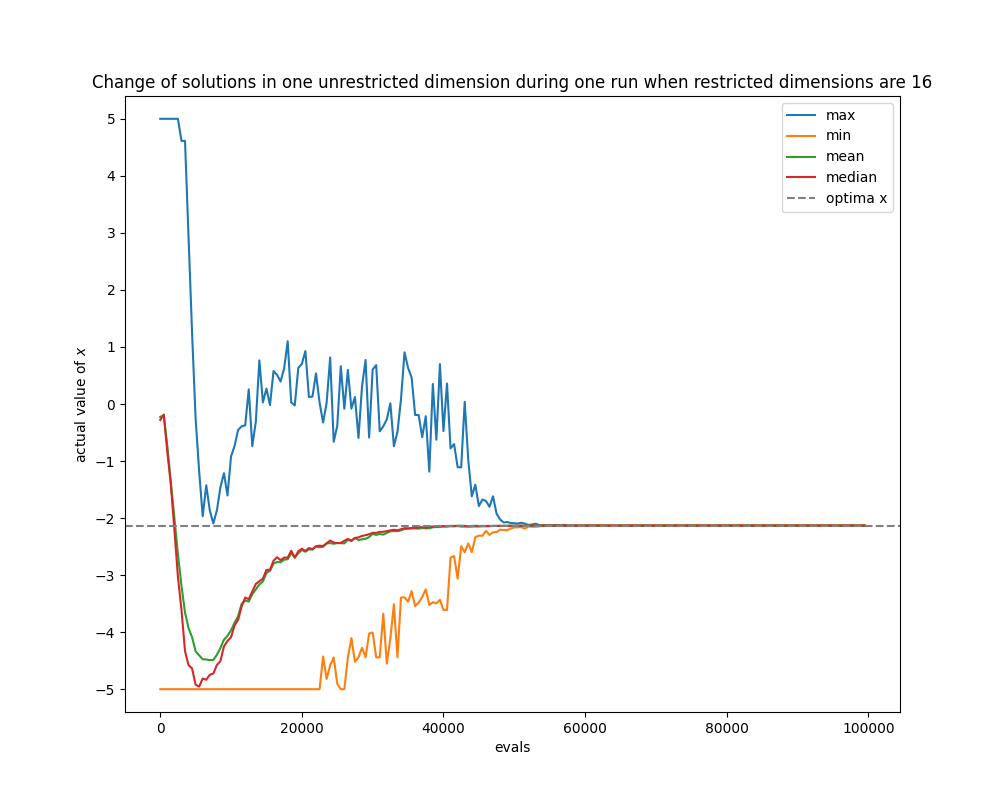 Change of solutions in one unrestricted dimension during one run when restricted dimensions are 16
max
min
mean
median
optima x
5
4
3
2
1
0
−1
−2
−3
−4
−5
actual value of x
0
20000
40000
60000
80000
100000
evals